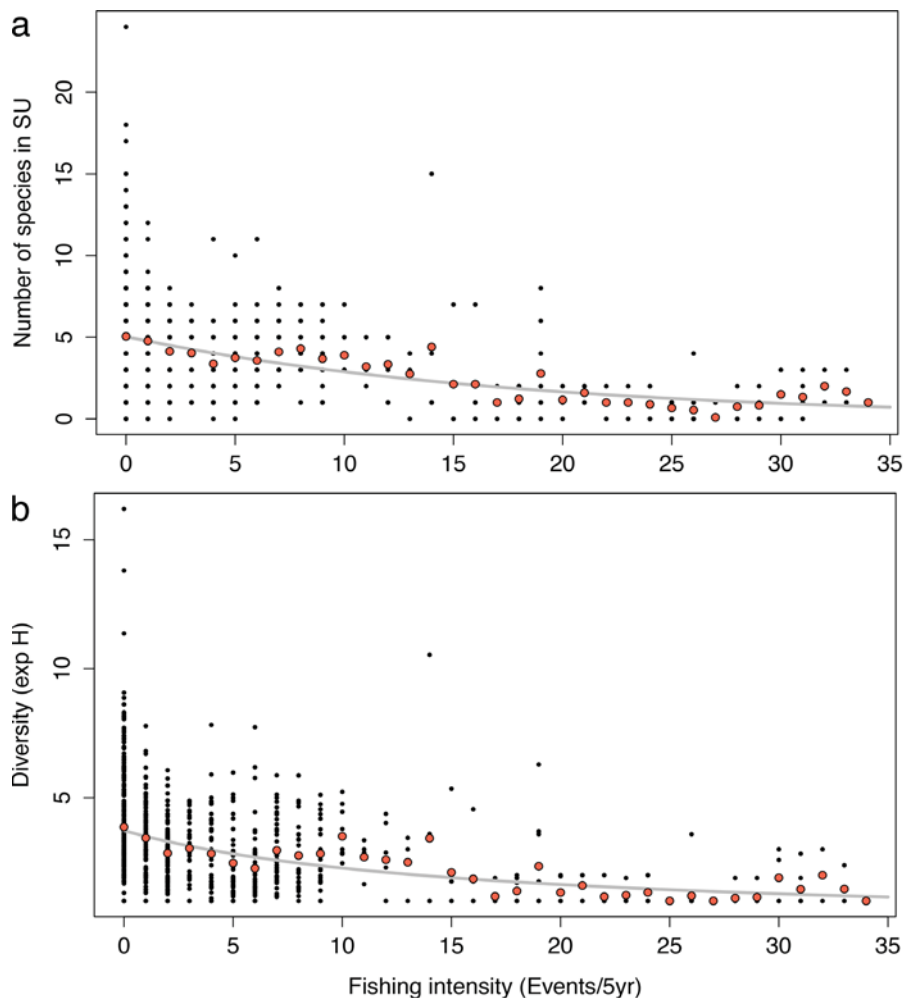 a
Number of species in SU
20
15
10
5
0
0 5 10 15 20 25 30 35
b
Diversity (exp H)
15
10
5
0 5 10 15 20 25 30 35
Fishing intensity (Events/5yr)